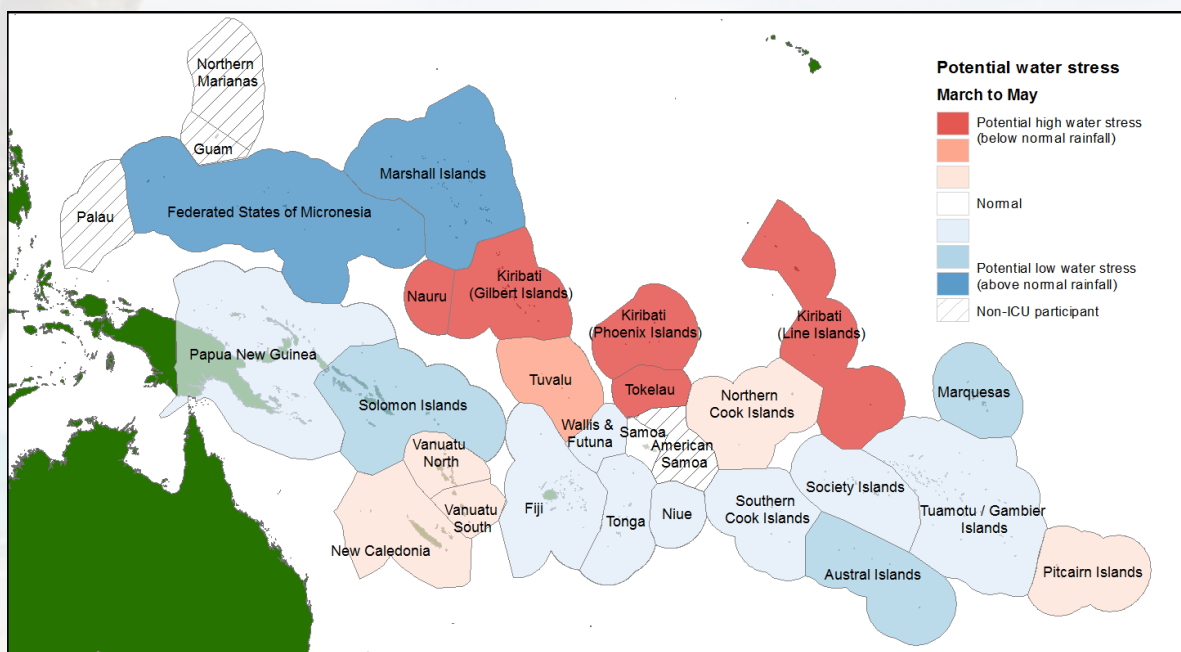 Northern
Marianas
Guam
Palau
Federated States of Micronesia
Marshall Islands
Nauru
Kiribati
(Gilbert Islands)
Kiribati
(Phoenix Islands)
Kiribati
(Line Islands)
Papua New Guinea
Solomon Islands
Tuvalu
Tokelau
Northern
Cook Islands
Marquesas
Wallis &
Futuna
Samoa
American
Samoa
Vanuatu
North
Vanuatu
South
New Caledonia
Fiji
Tonga
Niue
Southern
Cook Islands
Society Islands
Tuamotu / Gambier
Islands
Austral Islands
Pitcairn Islands
Potential water stress
March to May
Potential high water stress
(below normal rainfall)
Normal
Potential low water stress
(above normal rainfall)
Non-ICU participant